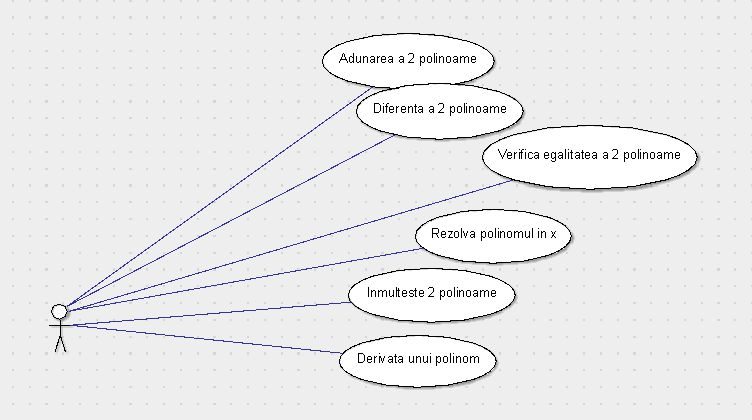 Adunarea a 2 polinoame
Diferenta a 2 polinoame
Verifica egalitatea a 2 polinoame
Rezolva polinomul in x
Inmulteste 2 polinoame
Derivata unui polinom